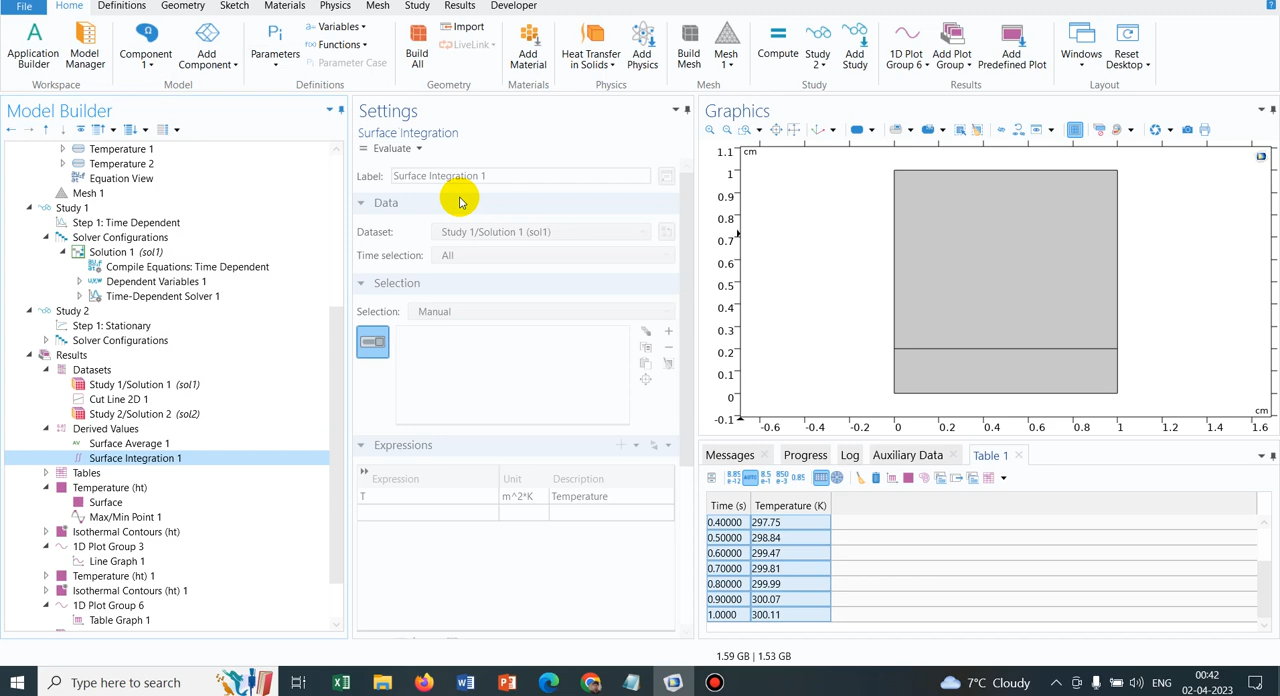 File Home Definitions Geometry Sketch Materials Physics Mesh Study Results Developer
Application Builder
Model Manager
Component 1
Add Component
Pi
Parameters
a= Variables
f(x) Functions
Pi Parameter Case
Build All
Import
LiveLink
Add Material
Heat Transfer in Solids
Add Physics
Build Mesh
Mesh 1
Compute
Study 2
Add Study
1D Plot Group 6
Add Plot Group
Add Predefined Plot
Windows
Reset Desktop
Workspace Model Definitions Geometry Materials Physics Mesh Study Results Layout
Model Builder
Temperature 1
Temperature 2
Equation View
Mesh 1
Study 1
Step 1: Time Dependent
Solver Configurations
Solution 1 (sol1)
Compile Equations: Time Dependent
Dependent Variables 1
Time-Dependent Solver 1
Study 2
Step 1: Stationary
Solver Configurations
Results
Datasets
Study 1/Solution 1 (sol1)
Cut Line 2D 1
Study 2/Solution 2 (sol2)
Derived Values
Surface Average 1
Surface Integration 1
Tables
Temperature (ht)
Surface
Max/Min Point 1
Isothermal Contours (ht)
1D Plot Group 3
Line Graph 1
Temperature (ht) 1
Isothermal Contours (ht) 1
1D Plot Group 6
Table Graph 1
Settings
Surface Integration
= Evaluate
Label: Surface Integration 1
Data
Dataset: Study 1/Solution 1 (sol1)
Time selection: All
Selection
Selection: Manual
Expressions
Expression Unit Description
T m^2*K Temperature
Graphics
cm
1.1
1
0.9
0.8
0.7
0.6
0.5
0.4
0.3
0.2
0.1
0
-0.1
cm
-0.6 -0.4 -0.2 0 0.2 0.4 0.6 0.8 1 1.2 1.4 1.6
Messages Progress Log Auxiliary Data Table 1
8.85 e-12 AUTO 8.5 e-1 850 e-3 0.85
Time (s) Temperature (K)
0.40000 297.75
0.50000 298.84
0.60000 299.47
0.70000 299.81
0.80000 299.99
0.90000 300.07
1.0000 300.11
1.59 GB | 1.53 GB
Type here to search
7°C Cloudy
ENG
00:42
02-04-2023